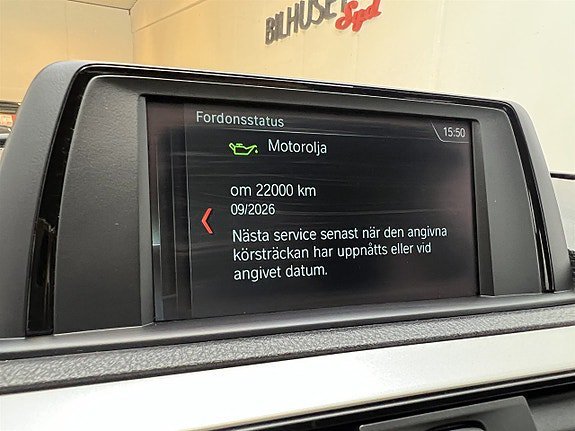 BILHUSET
Syd
Fordonsstatus
15:50
Motorolja
om 22000 km
09/2026
Nästa service senast när den angivna
körsträckan har uppnåtts eller vid
angivet datum.